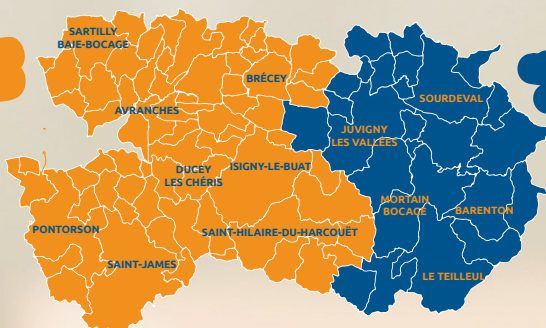 SARTILLY
BAIE-BOCAGE
BRÉCEY
SOURDEVAL
AVRANCHES
JUVIGNY
LES VALLÉES
DUCEY
LES CHÉRIS
ISIGNY-LE-BUAT
MORTAIN
BOCAGE
BARENTON
PONTORSON
SAINT-HILAIRE-DU-HARCOUËT
SAINT-JAMES
LE TEILLEUL